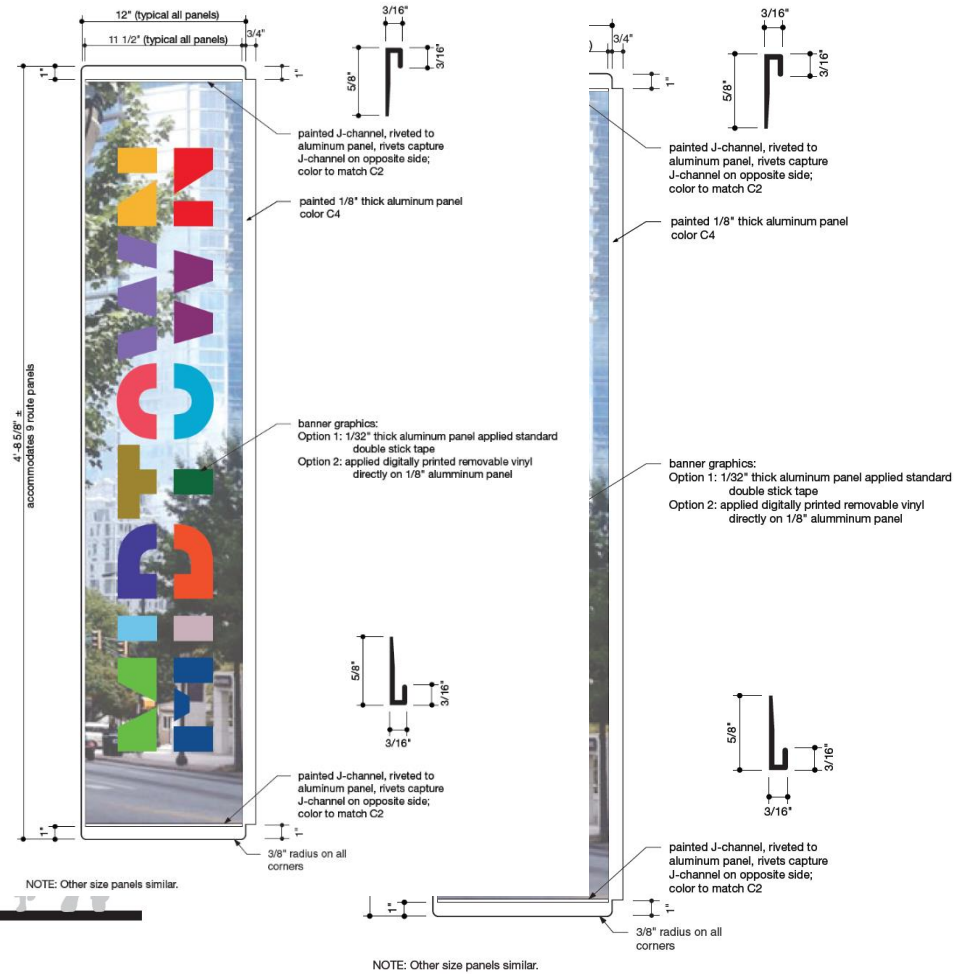 12" (typical all panels)
11 1/2" (typical all panels)
3/4"
1"
1"
3/16"
5/8"
3/16"
painted J-channel, riveted to
aluminum panel, rivets capture
J-channel on opposite side;
color to match C2
painted 1/8" thick aluminum panel
color C4
4'-8 5/8" ±
accommodates 9 route panels
MIDTOWN
banner graphics:
Option 1: 1/32" thick aluminum panel applied standard
double stick tape
Option 2: applied digitally printed removable vinyl
directly on 1/8" alumminum panel
5/8"
3/16"
3/16"
painted J-channel, riveted to
aluminum panel, rivets capture
J-channel on opposite side;
color to match C2
1"
1"
3/8" radius on all
corners
NOTE: Other size panels similar.
3/4"
1"
3/16"
5/8"
3/16"
painted J-channel, riveted to
aluminum panel, rivets capture
J-channel on opposite side;
color to match C2
painted 1/8" thick aluminum panel
color C4
banner graphics:
Option 1: 1/32" thick aluminum panel applied standard
double stick tape
Option 2: applied digitally printed removable vinyl
directly on 1/8" alumminum panel
5/8"
3/16"
3/16"
painted J-channel, riveted to
aluminum panel, rivets capture
J-channel on opposite side;
color to match C2
1"
1"
3/8" radius on all
corners
NOTE: Other size panels similar.